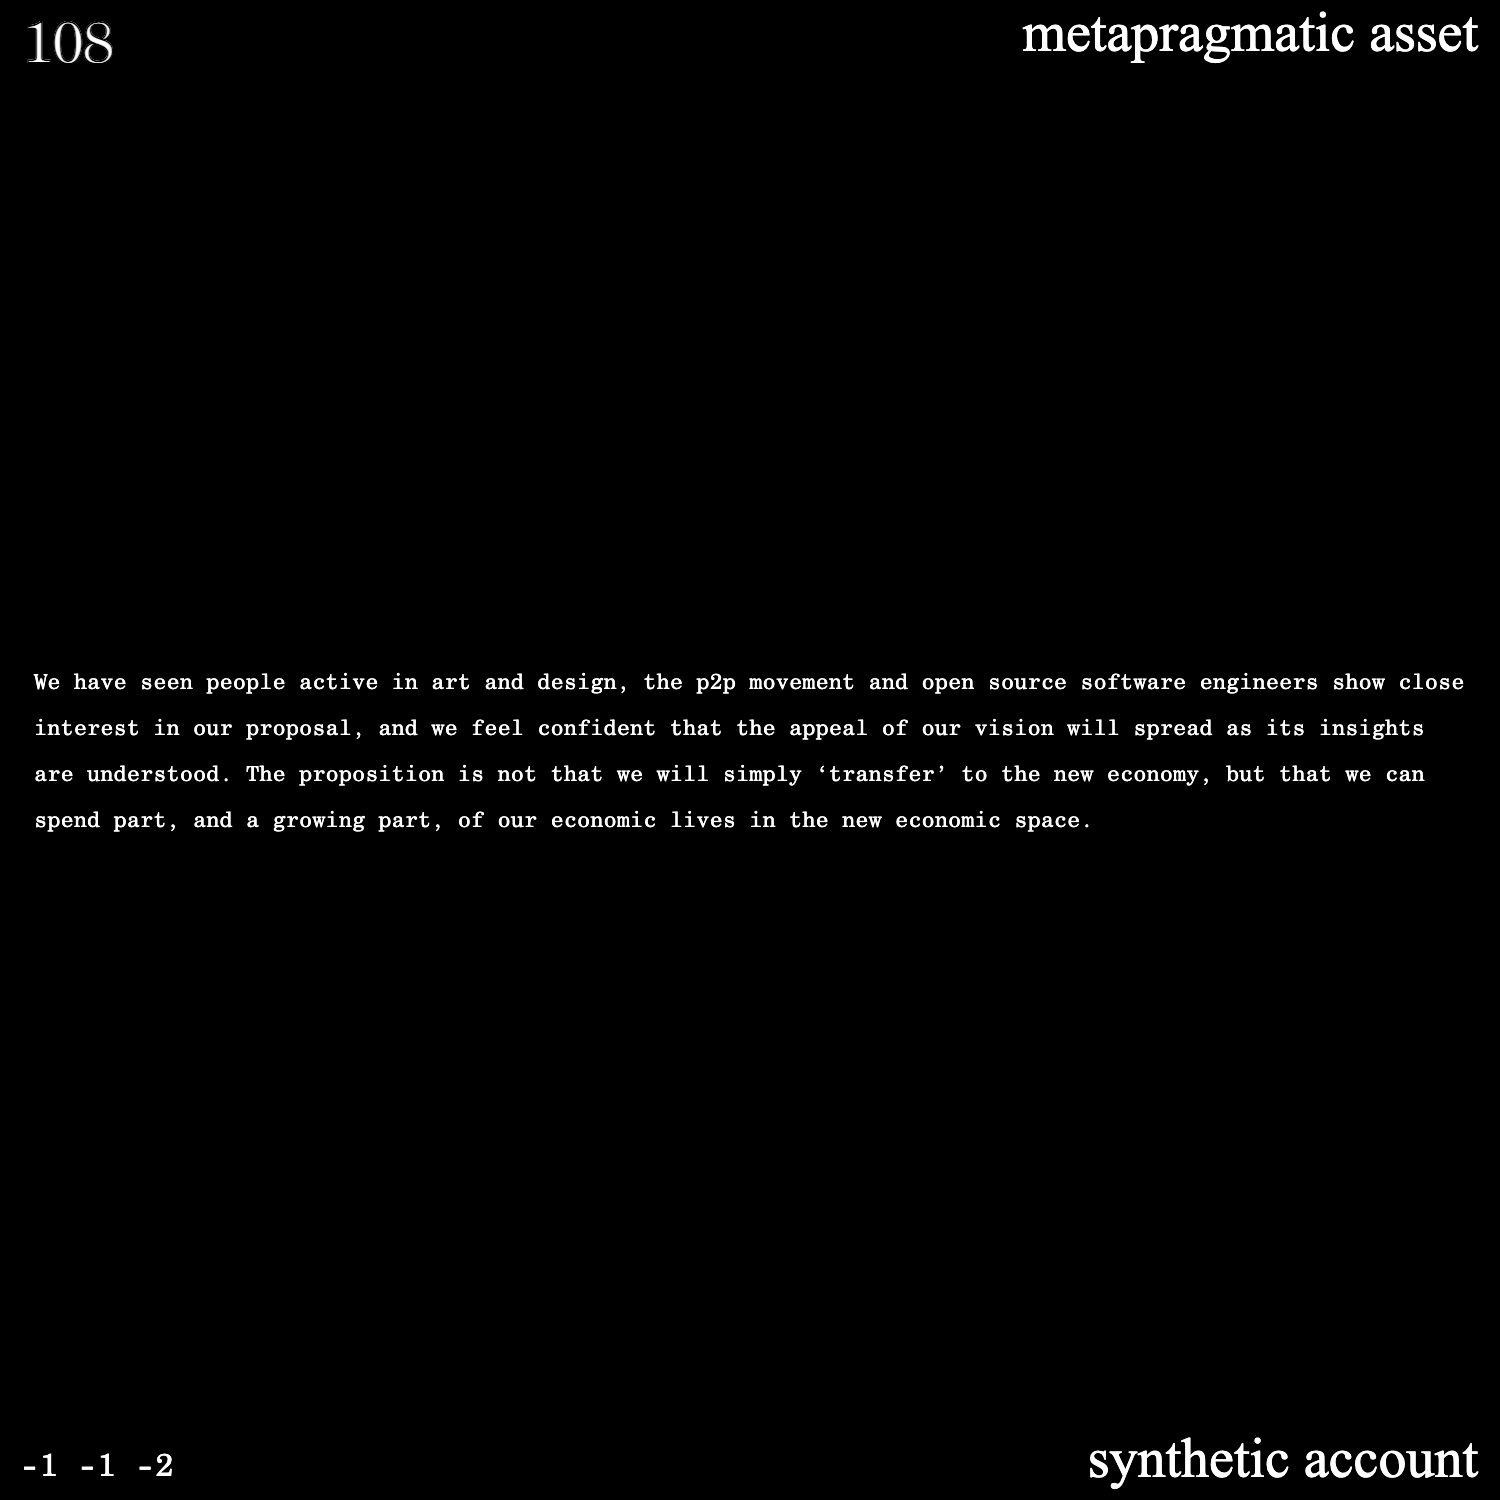 108
metapragmatic asset
We have seen people active in art and design, the p2p movement and open source software engineers show close
interest in our proposal, and we feel confident that the appeal of our vision will spread as its insights
are understood. The proposition is not that we will simply ‘transfer’ to the new economy, but that we can
spend part, and a growing part, of our economic lives in the new economic space.
-1 -1 -2
synthetic account